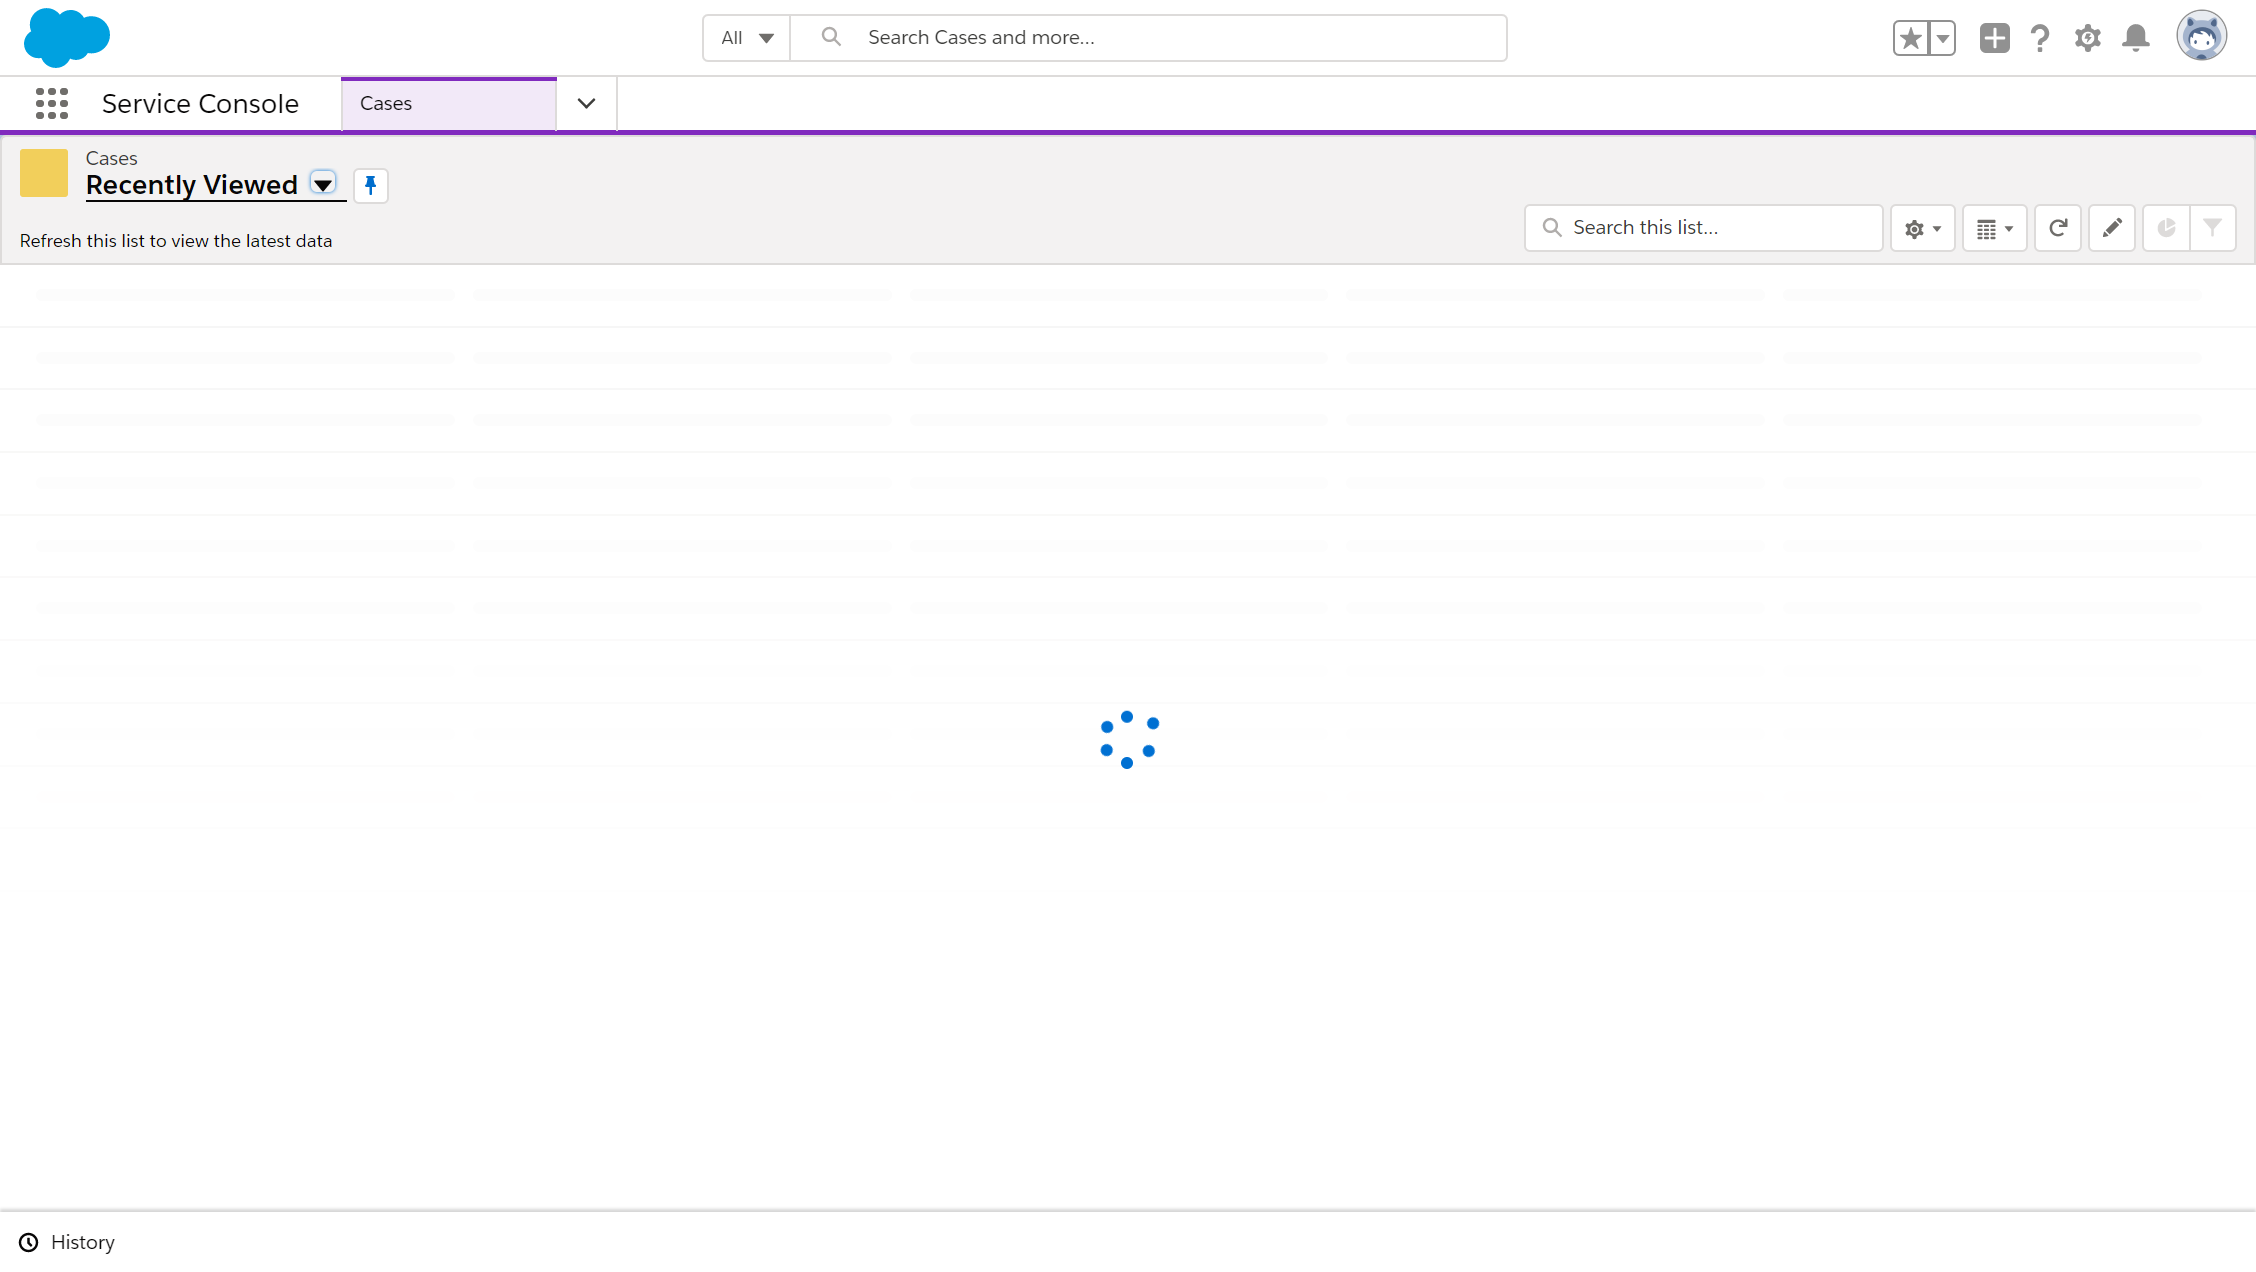 All
Search Cases and more...
Service Console
Cases
Cases
Recently Viewed
Refresh this list to view the latest data
Search this list...
History